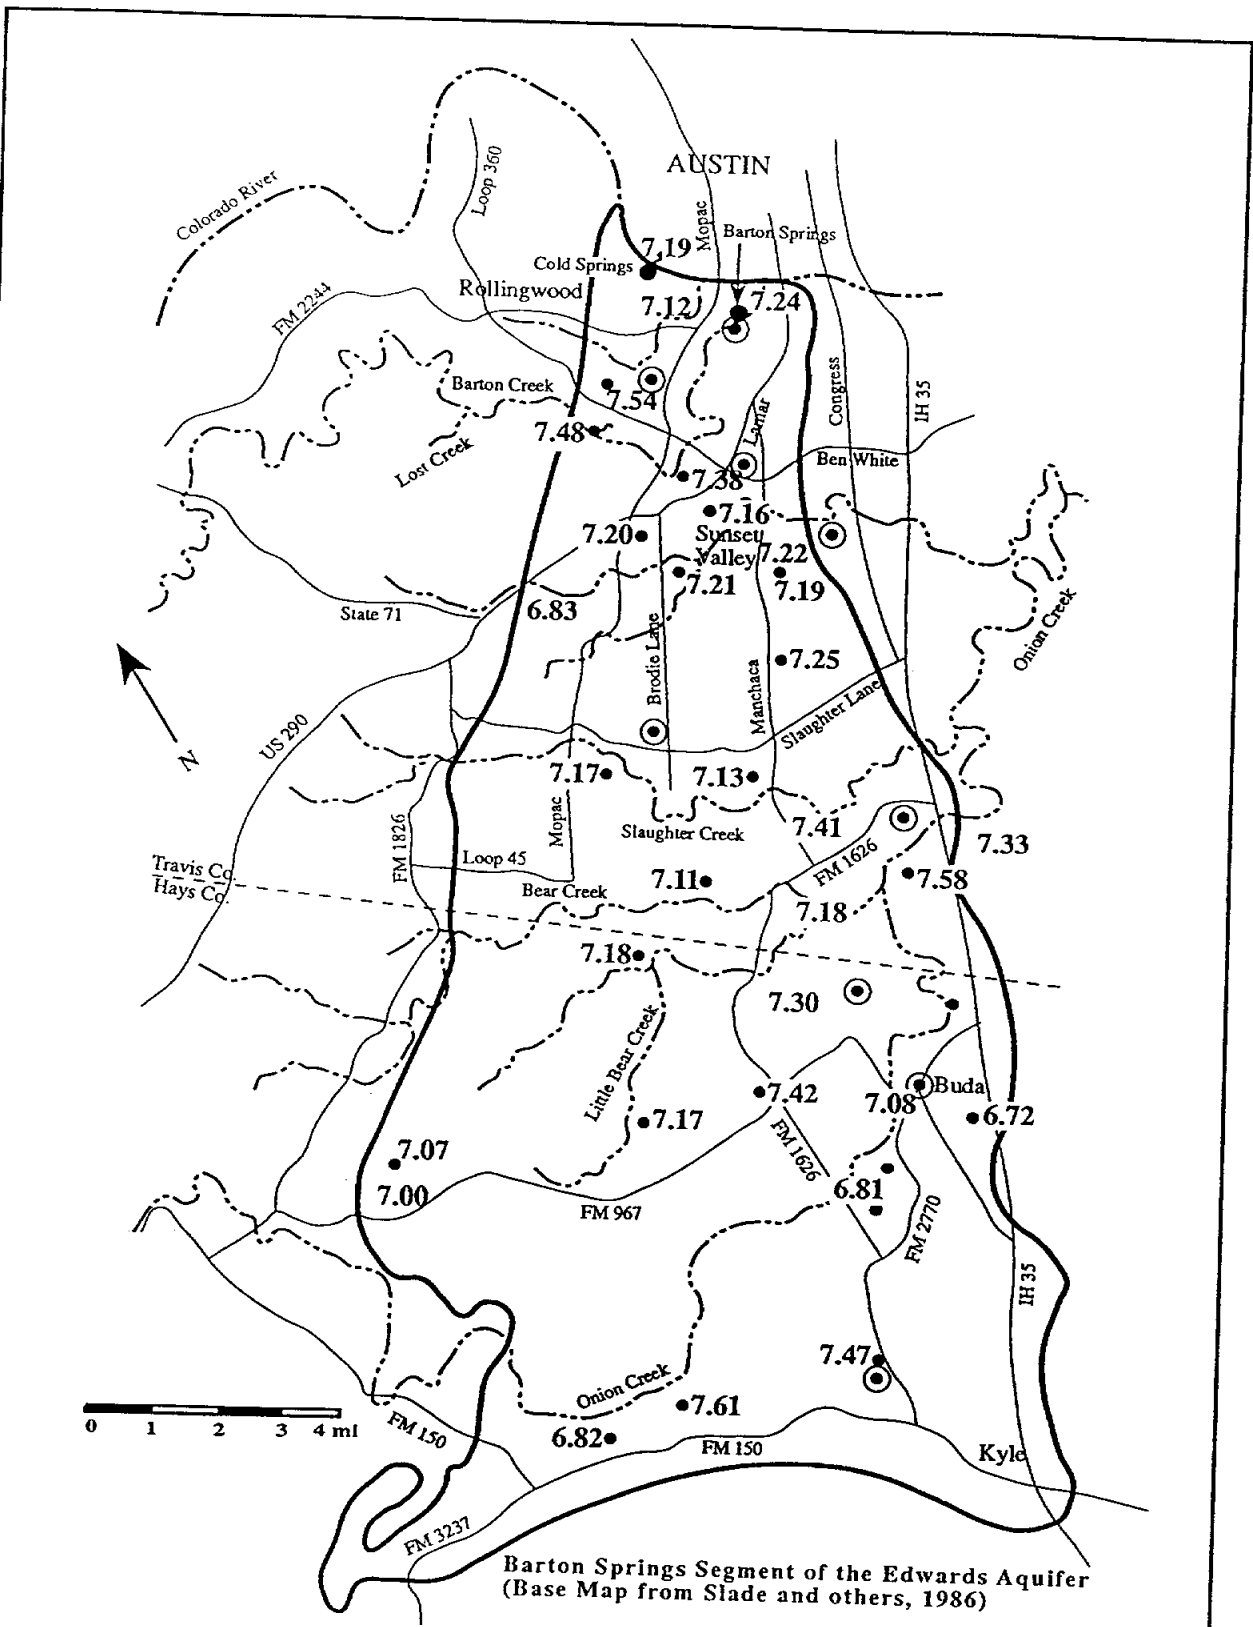 AUSTIN
Colorado River
Loop 360
Mopac
Barton Springs
7.19
Cold Springs
Rollingwood
7.12
7.24
FM 2244
Barton Creek
7.54
Congress
IH 35
7.48
Lost Creek
Lamar
Ben White
7.38
7.16
7.20
Sunset
Valley
7.22
7.21
7.19
6.83
State 71
Onion Creek
Brodie Lane
7.25
Manchaca
Slaughter Lane
US 290
N
7.17
7.13
Mopac
Slaughter Creek
7.41
FM 1826
FM 1626
7.33
Loop 45
Travis Co.
Hays Co.
Bear Creek
7.11
7.58
7.18
7.18
7.30
Little Bear Creek
Buda
7.42
7.08
6.72
7.17
FM 1626
7.07
7.00
6.81
FM 967
FM 2770
IH 35
7.47
Onion Creek
7.61
0 1 2 3 4 mi
FM 150
6.82
FM 150
Kyle
FM 3237
Barton Springs Segment of the Edwards Aquifer
(Base Map from Slade and others, 1986)